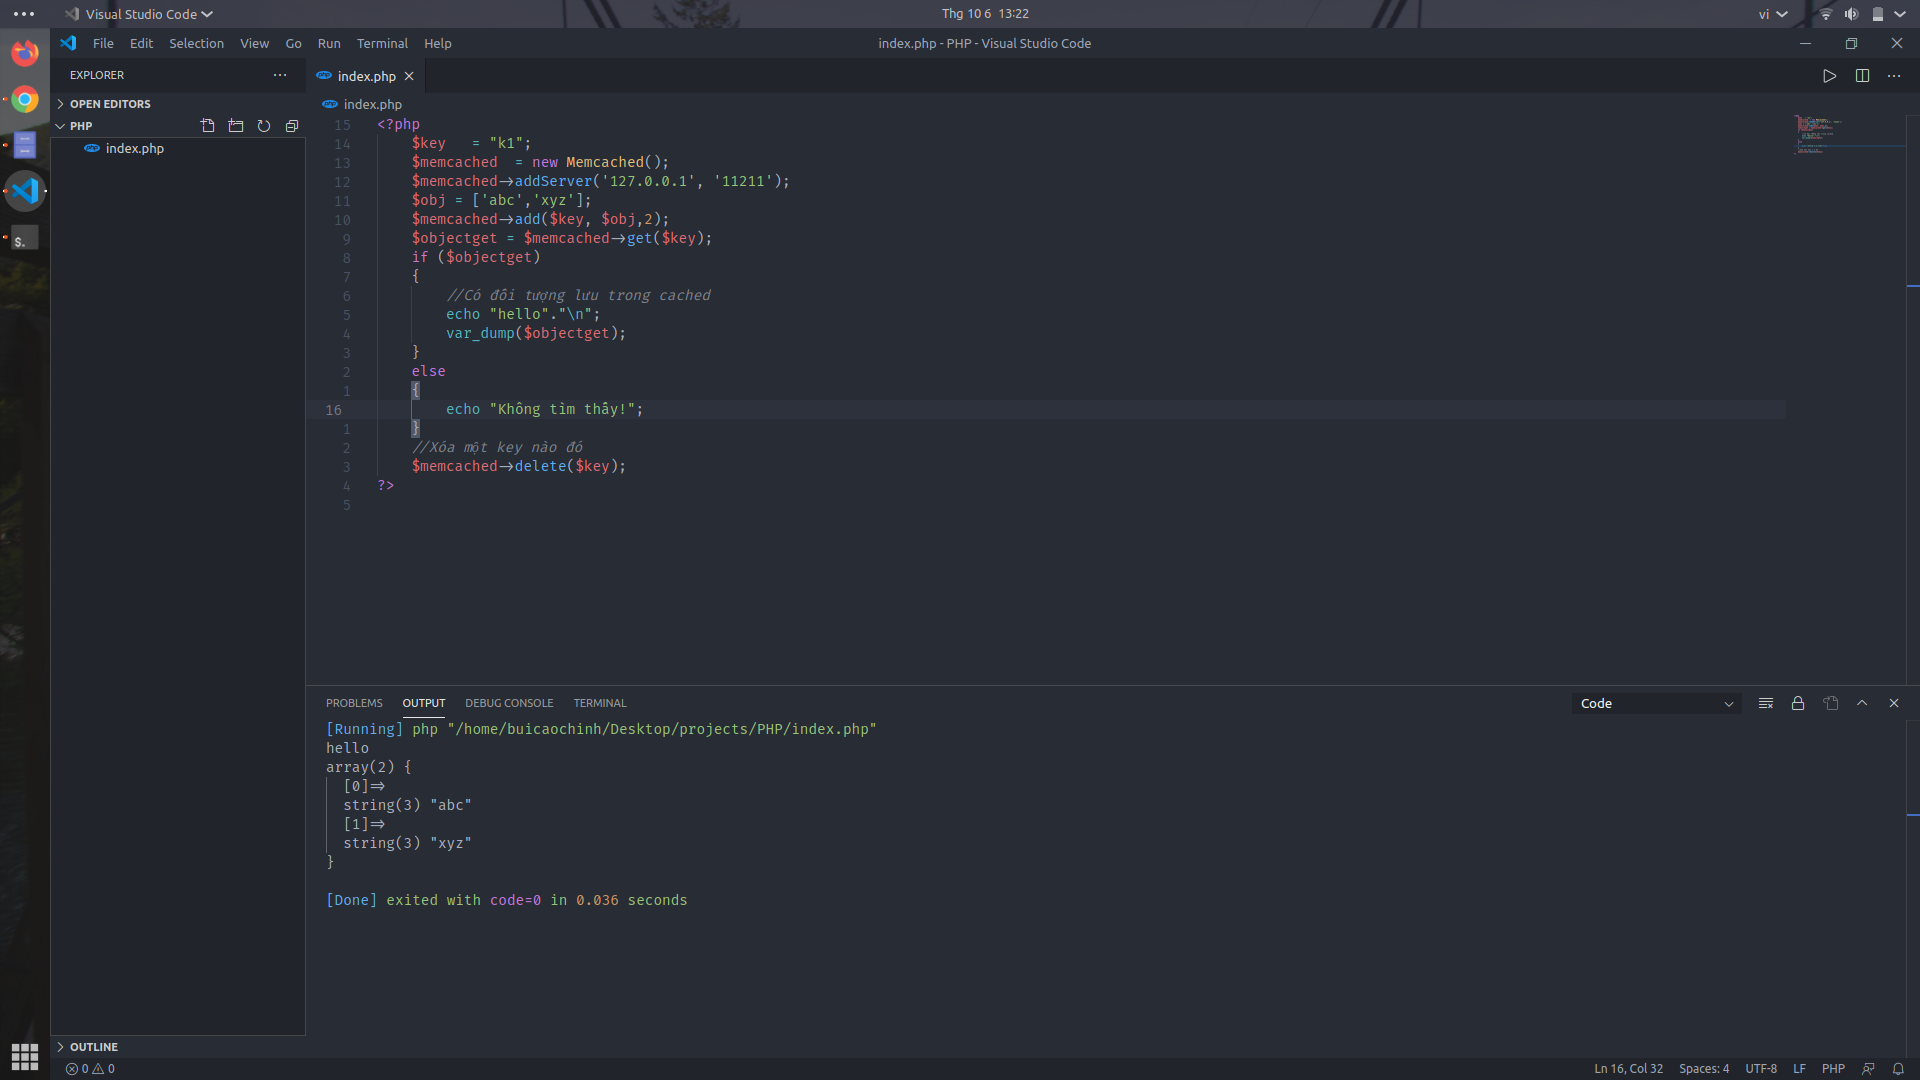 Visual Studio Code
Thg 10 6 13:22
vi
File Edit Selection View Go Run Terminal Help
index.php - PHP - Visual Studio Code
EXPLORER
OPEN EDITORS
PHP
index.php
index.php
index.php
15 <?php
14 $key   = "k1";
13 $memcached  = new Memcached();
12 $memcached->addServer('127.0.0.1', '11211');
11 $obj = ['abc','xyz'];
10 $memcached->add($key, $obj,2);
9 $objectget = $memcached->get($key);
8 if ($objectget)
7 {
6 //Có đối tượng lưu trong cached
5 echo "hello"."\n";
4 var_dump($objectget);
3 }
2 else
1 {
16 echo "Không tìm thấy!";
1 }
2 //Xóa một key nào đó
3 $memcached->delete($key);
4 ?>
5
PROBLEMS OUTPUT DEBUG CONSOLE TERMINAL
Code
[Running] php "/home/buicaochinh/Desktop/projects/PHP/index.php"
hello
array(2) {
[0]=>
string(3) "abc"
[1]=>
string(3) "xyz"
}
[Done] exited with code=0 in 0.036 seconds
OUTLINE
0 0
Ln 16, Col 32 Spaces: 4 UTF-8 LF PHP